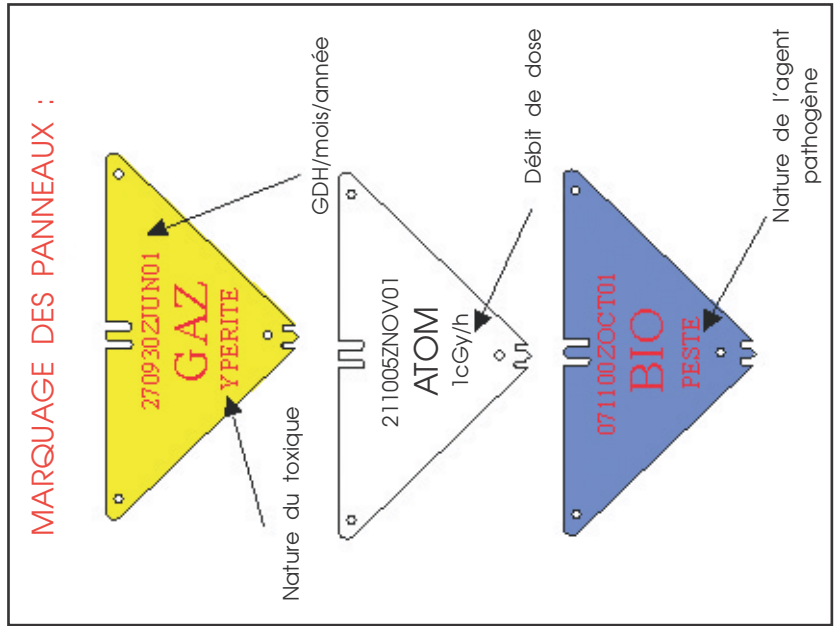 MARQUAGE DES PANNEAUX :
270930ZJUN01
GAZ
YPERITE
GDH/mois/année
Nature du toxique
211005ZNOV01
ATOM
1cGy/h
Débit de dose
071100ZOCT01
BIO
PESTE
Nature de l'agent
pathogène